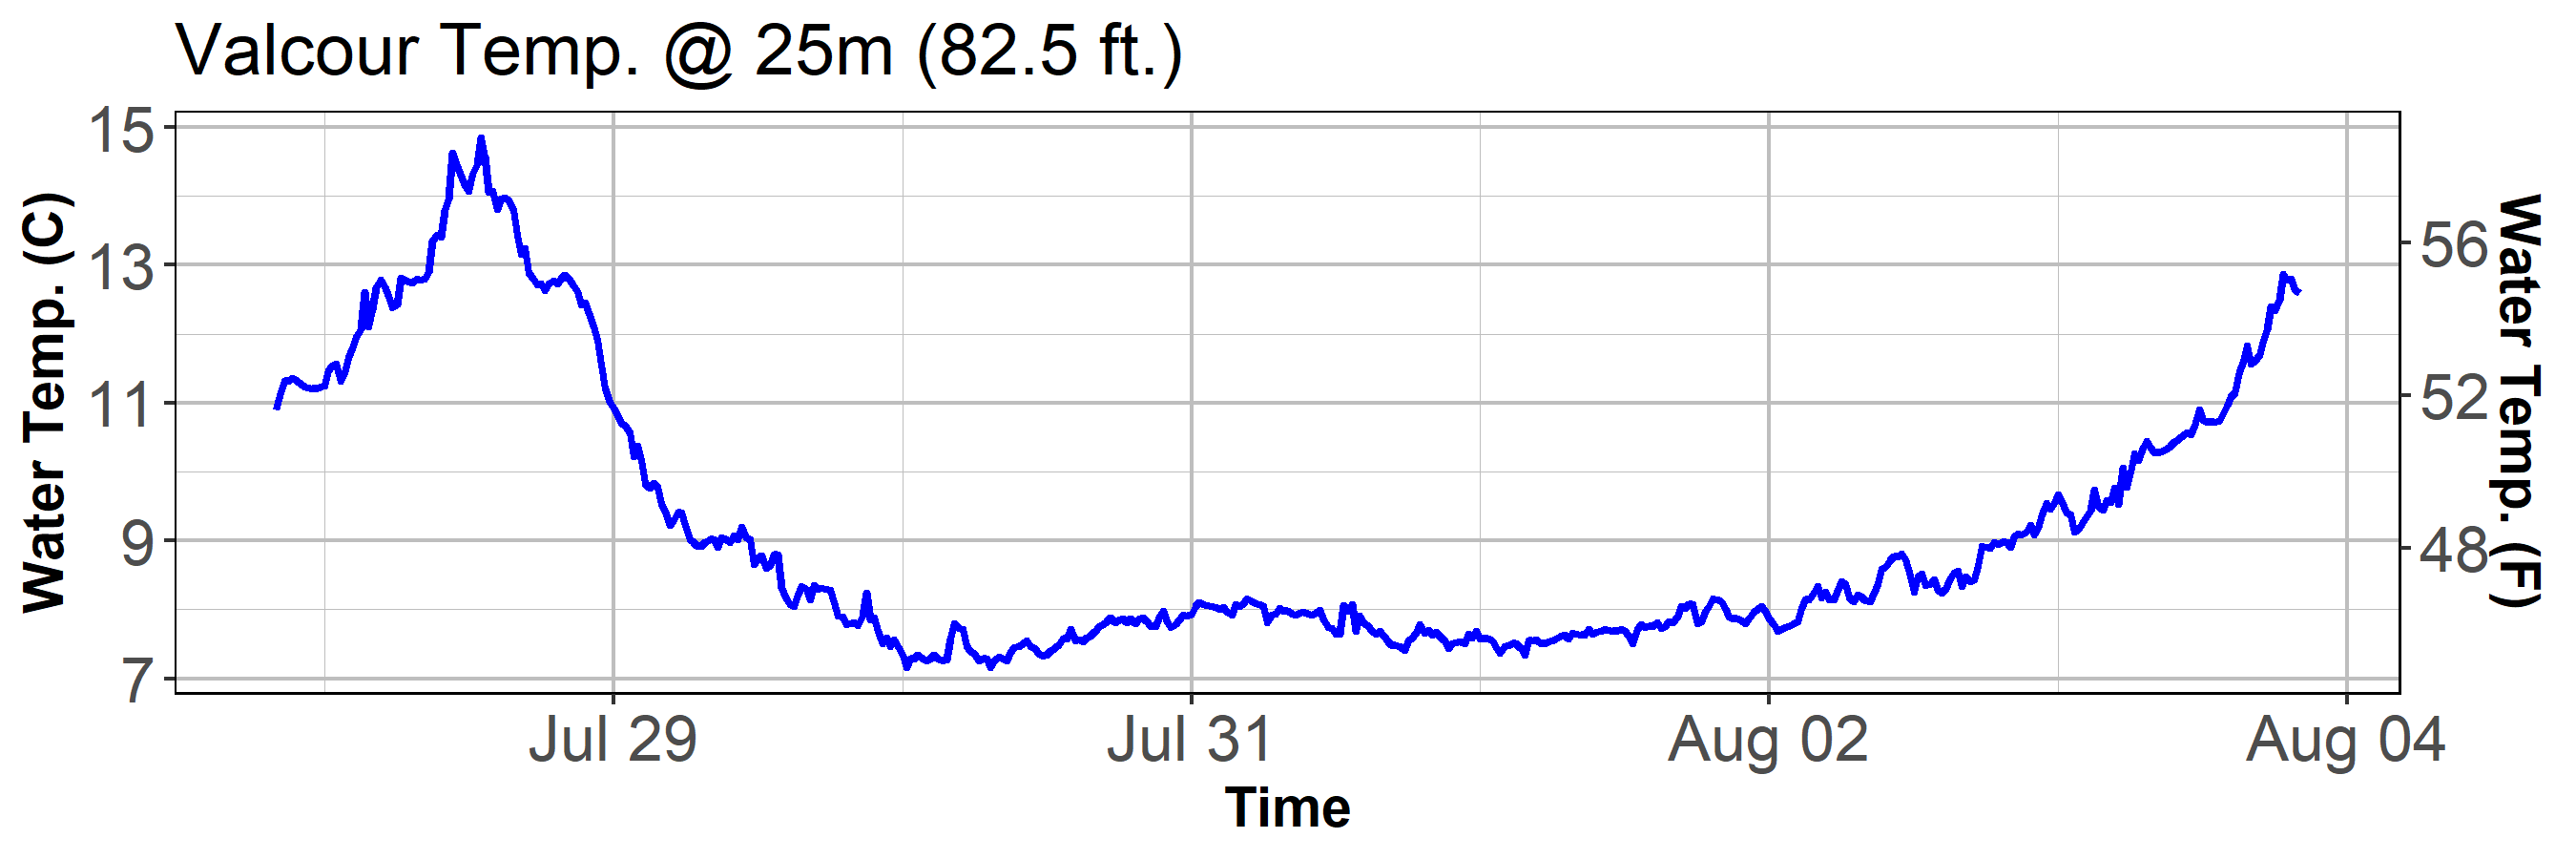 Valcour Temp. @ 25m (82.5 ft.)
Water Temp. (C)
15
13
11
9
7
56
52
48
Water Temp. (F)
Jul 29
Jul 31
Aug 02
Aug 04
Time